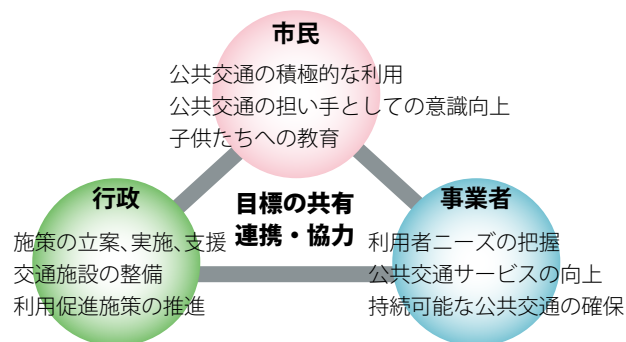 市民
公共交通の積極的な利用
公共交通の担い手としての意識向上
子供たちへの教育
行政
施策の立案、実施、支援
交通施設の整備
利用促進施策の推進
目標の共有
連携・協力
事業者
利用者ニーズの把握
公共交通サービスの向上
持続可能な公共交通の確保